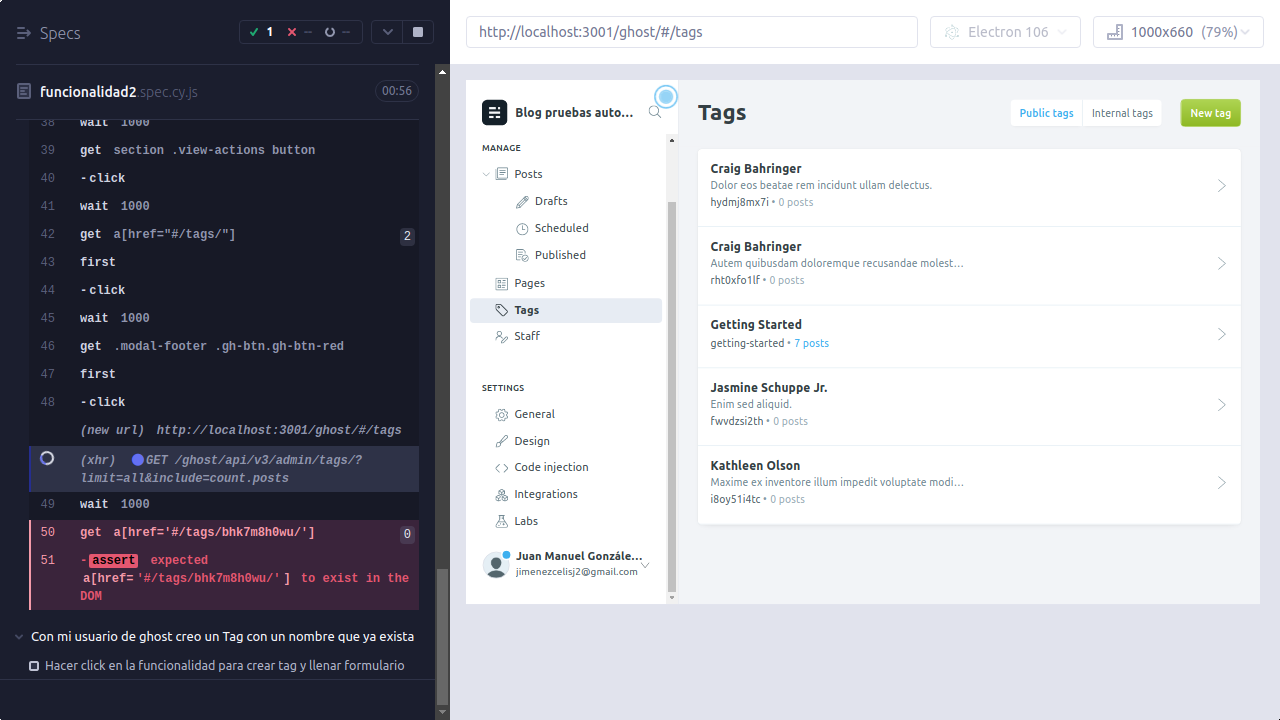 Specs
1
--
--
funcionalidad2.spec.cy.js
00:56
38 wait 1000
39 get section .view-actions button
40 -click
41 wait 1000
42 get a[href="#/tags/"] 2
43 first
44 -click
45 wait 1000
46 get .modal-footer .gh-btn.gh-btn-red
47 first
48 -click
(new url) http://localhost:3001/ghost/#/tags
(xhr) GET /ghost/api/v3/admin/tags/?
limit=all&include=count.posts
49 wait 1000
50 get a[href='#/tags/bhk7m8h0wu/'] 0
51 -assert expected
a[href='#/tags/bhk7m8h0wu/'] to exist in the
DOM
Con mi usuario de ghost creo un Tag con un nombre que ya exista
Hacer click en la funcionalidad para crear tag y llenar formulario
http://localhost:3001/ghost/#/tags
Electron 106
1000x660 (79%)
Blog pruebas auto...
MANAGE
Posts
Drafts
Scheduled
Published
Pages
Tags
Staff
SETTINGS
General
Design
Code injection
Integrations
Labs
Juan Manuel Gonzále...
jimenezcelisj2@gmail.com
Tags
Public tags
Internal tags
New tag
Craig Bahringer
Dolor eos beatae rem incidunt ullam delectus.
hydmj8mx7i • 0 posts
Craig Bahringer
Autem quibusdam doloremque recusandae molest...
rht0xfo1lf • 0 posts
Getting Started
getting-started • 7 posts
Jasmine Schuppe Jr.
Enim sed aliquid.
fwvdzsi2th • 0 posts
Kathleen Olson
Maxime ex inventore illum impedit voluptate modi...
i8oy51i4tc • 0 posts